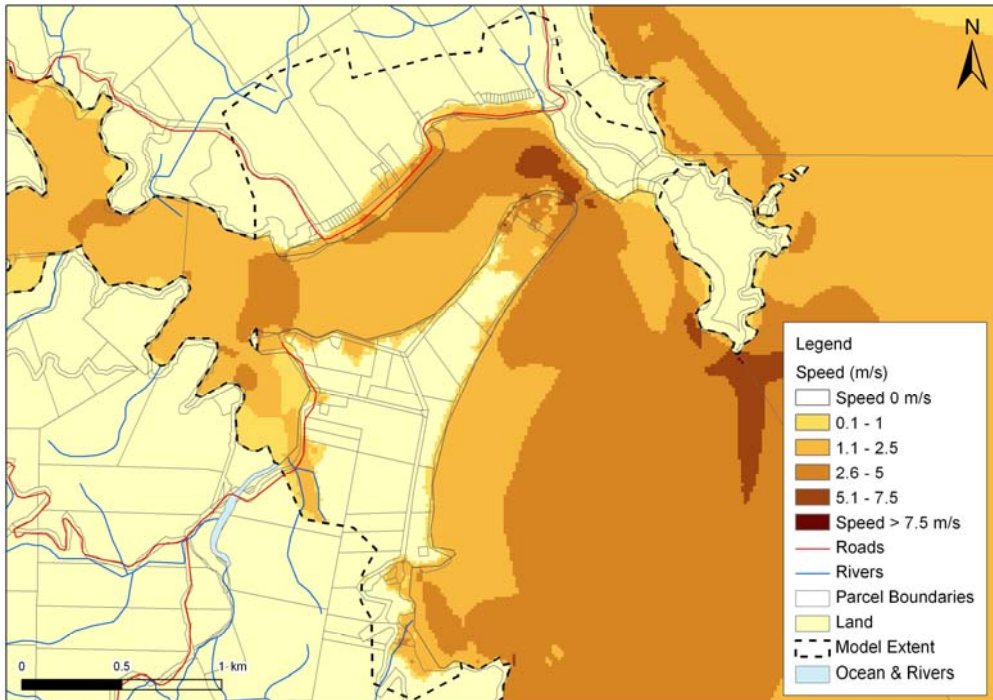 N
Legend
Speed (m/s)
Speed 0 m/s
0.1 - 1
1.1 - 2.5
2.6 - 5
5.1 - 7.5
Speed > 7.5 m/s
Roads
Rivers
Parcel Boundaries
Land
Model Extent
Ocean & Rivers
0 0.5 1 km